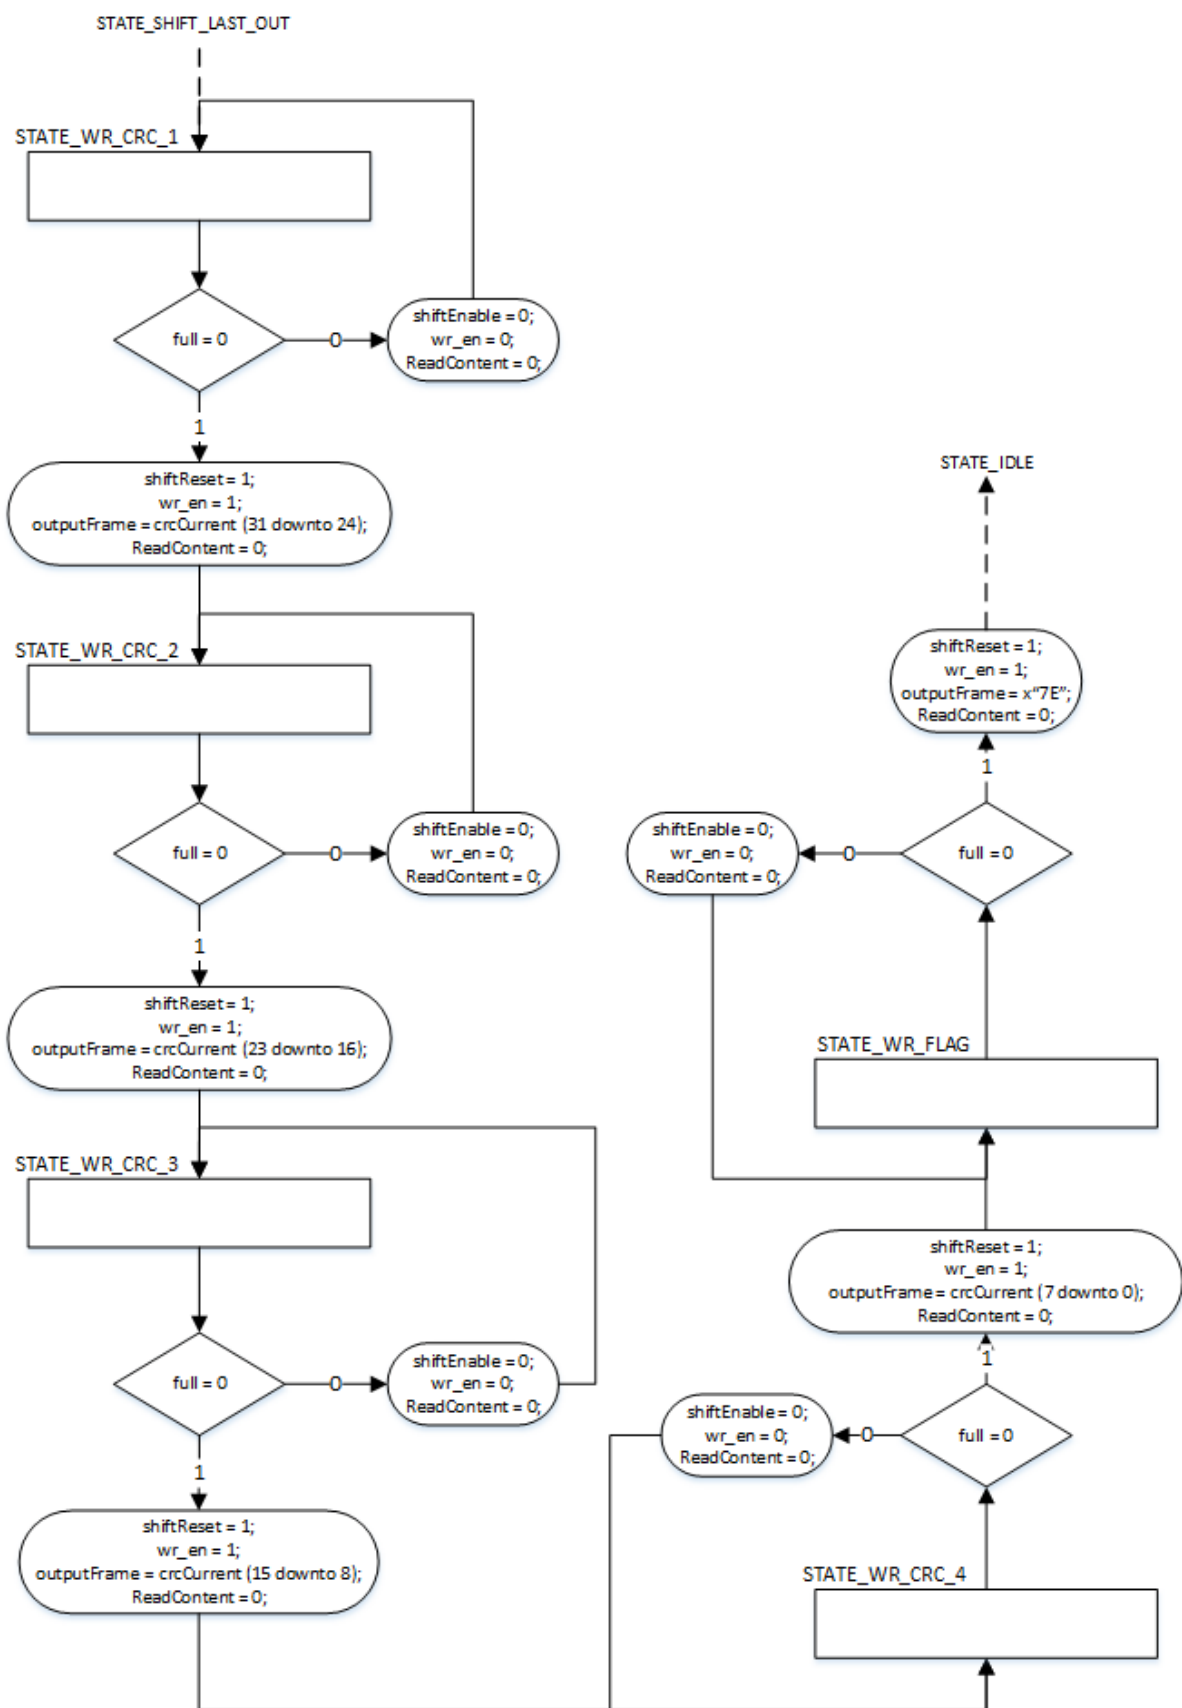 STATE_SHIFT_LAST_OUT
STATE_WR_CRC_1
full = 0
0
shiftEnable = 0;
wr_en = 0;
ReadContent = 0;
1
shiftReset = 1;
wr_en = 1;
outputFrame = crcCurrent (31 downto 24);
ReadContent = 0;
STATE_WR_CRC_2
full = 0
0
shiftEnable = 0;
wr_en = 0;
ReadContent = 0;
1
shiftReset = 1;
wr_en = 1;
outputFrame = crcCurrent (23 downto 16);
ReadContent = 0;
STATE_WR_CRC_3
full = 0
0
shiftEnable = 0;
wr_en = 0;
ReadContent = 0;
1
shiftReset = 1;
wr_en = 1;
outputFrame = crcCurrent (15 downto 8);
ReadContent = 0;
STATE_WR_CRC_4
full = 0
0
shiftEnable = 0;
wr_en = 0;
ReadContent = 0;
1
shiftReset = 1;
wr_en = 1;
outputFrame = crcCurrent (7 downto 0);
ReadContent = 0;
STATE_WR_FLAG
full = 0
0
shiftEnable = 0;
wr_en = 0;
ReadContent = 0;
1
shiftReset = 1;
wr_en = 1;
outputFrame = x“7E”;
ReadContent = 0;
STATE_IDLE